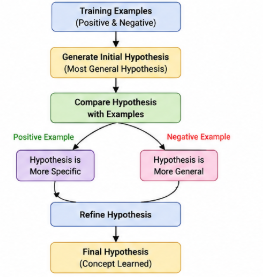 Training Examples
(Positive & Negative)
Generate Initial Hypothesis
(Most General Hypothesis)
Compare Hypothesis
with Examples
Positive Example
Negative Example
Hypothesis is
More Specific
Hypothesis is
More General
Refine Hypothesis
Final Hypothesis
(Concept Learned)